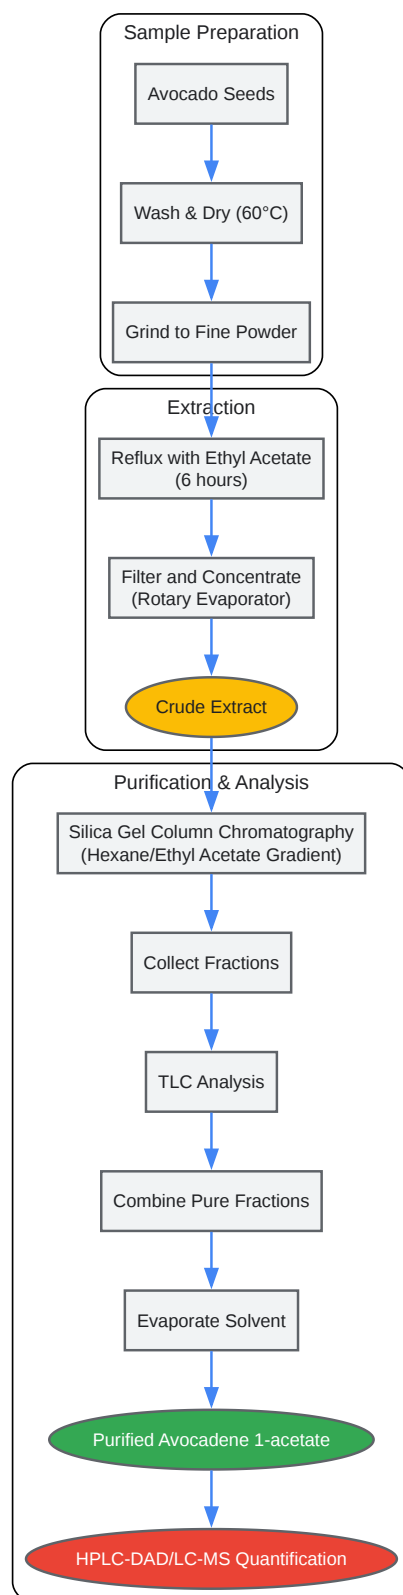 Sample Preparation
Avocado Seeds
Wash & Dry (60°C)
Grind to Fine Powder
Extraction
Reflux with Ethyl Acetate
(6 hours)
Filter and Concentrate
(Rotary Evaporator)
Crude Extract
Purification & Analysis
Silica Gel Column Chromatography
(Hexane/Ethyl Acetate Gradient)
Collect Fractions
TLC Analysis
Combine Pure Fractions
Evaporate Solvent
Purified Avocadene 1-acetate
HPLC-DAD/LC-MS Quantification